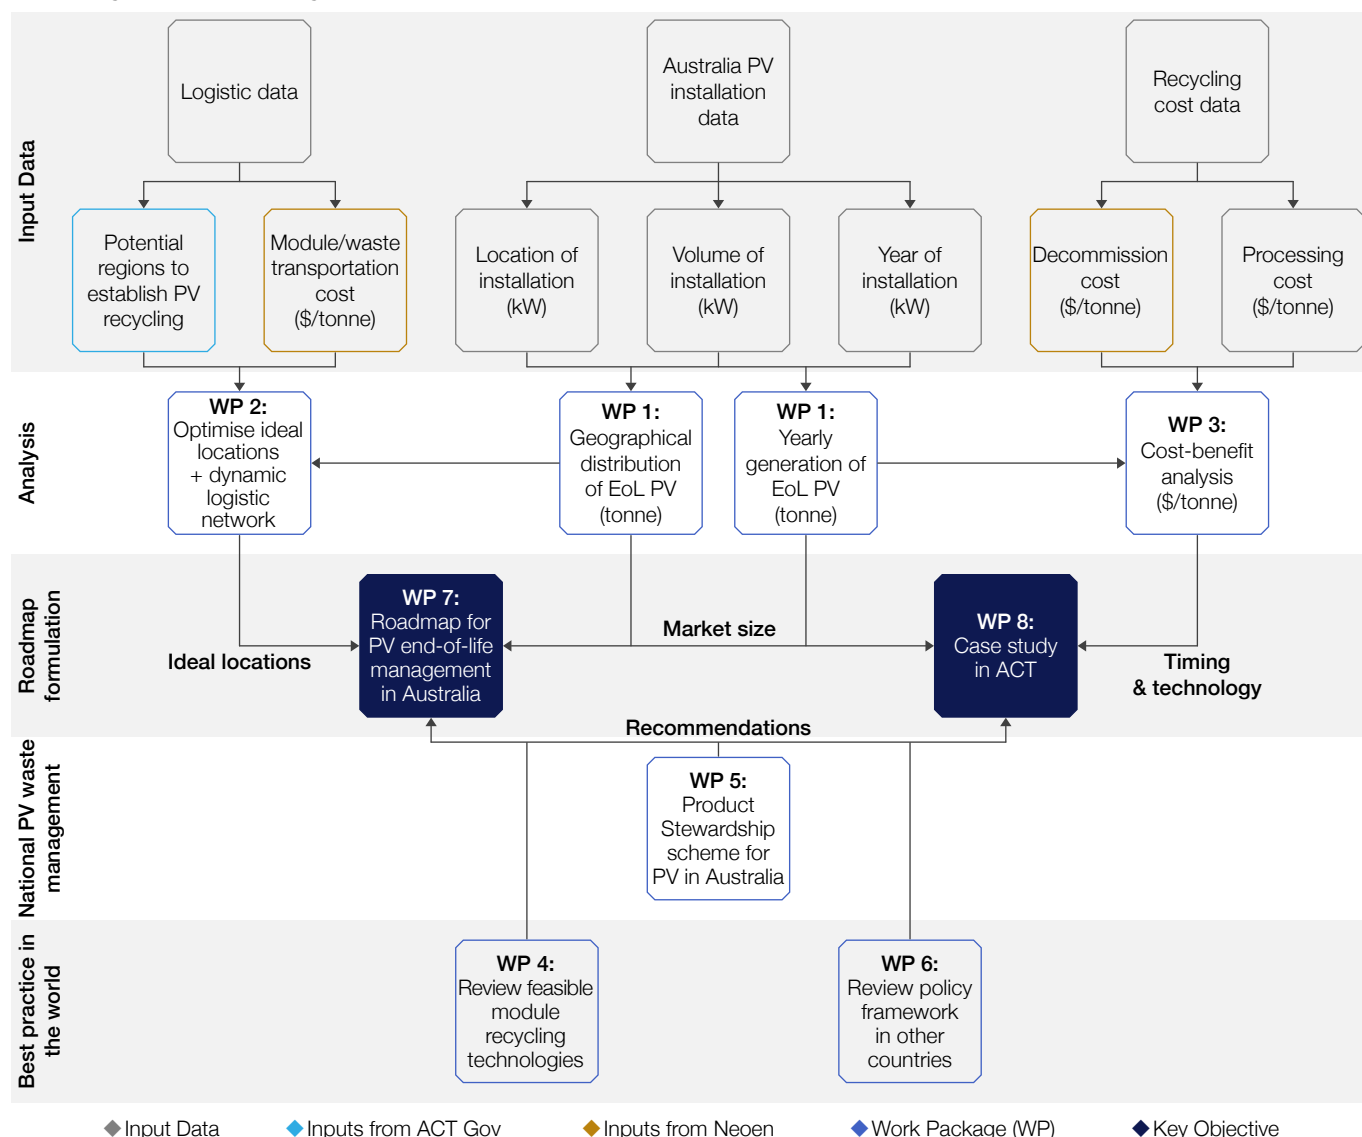 Input Data
Logistic data
Australia PV
installation
data
Recycling
cost data
Potential
regions to
establish PV
recycling
Module/waste
transportation
cost
($/tonne)
Location of
installation
(kW)
Volume of
installation
(kW)
Year of
installation
(kW)
Decommission
cost
($/tonne)
Processing
cost
($/tonne)
Analysis
WP 2:
Optimise ideal
locations
+ dynamic
logistic
network
WP 1:
Geographical
distribution
of EoL PV
(tonne)
WP 1:
Yearly
generation of
EoL PV
(tonne)
WP 3:
Cost-benefit
analysis
($/tonne)
Roadmap
formulation
Ideal locations
WP 7:
Roadmap for
PV end-of-life
management
in Australia
Market size
WP 8:
Case study
in ACT
Timing
& technology
Recommendations
National PV waste
management
WP 5:
Product
Stewardship
scheme for
PV in Australia
Best practice in
the world
WP 4:
Review feasible
module
recycling
technologies
WP 6:
Review policy
framework
in other
countries
Input Data
Inputs from ACT Gov
Inputs from Neoen
Work Package (WP)
Key Objective